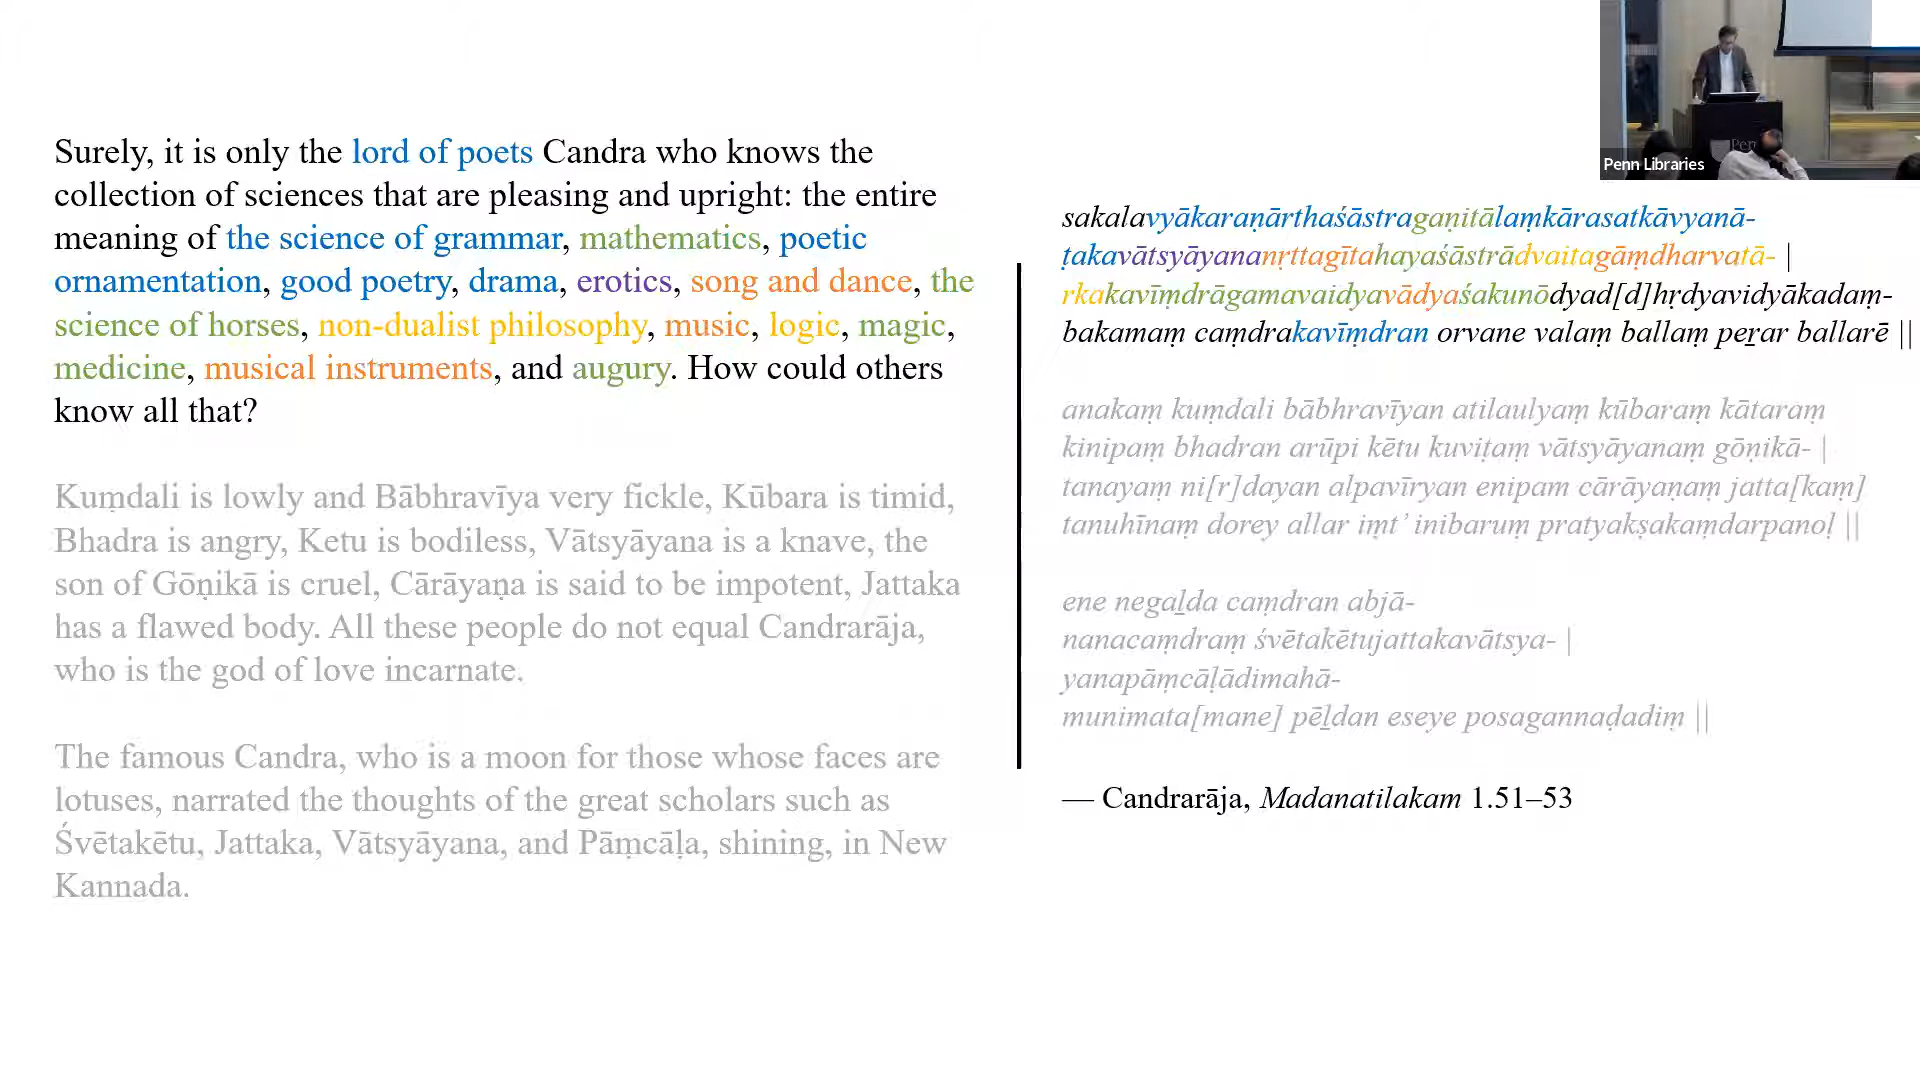 Surely, it is only the lord of poets Candra who knows the
collection of sciences that are pleasing and upright: the entire
meaning of the science of grammar, mathematics, poetic
ornamentation, good poetry, drama, erotics, song and dance, the
science of horses, non-dualist philosophy, music, logic, magic,
medicine, musical instruments, and augury. How could others
know all that?
Kuṃdali is lowly and Bābhravīya very fickle, Kūbara is timid,
Bhadra is angry, Ketu is bodiless, Vātsyāyana is a knave, the
son of Gōṇikā is cruel, Cārāyaṇa is said to be impotent, Jattaka
has a flawed body. All these people do not equal Candrarāja,
who is the god of love incarnate.
The famous Candra, who is a moon for those whose faces are
lotuses, narrated the thoughts of the great scholars such as
Śvētakētu, Jattaka, Vātsyāyana, and Pāṃcāḷa, shining, in New
Kannada.
sakalavyākaraṇārthaśāstragaṇitālaṃkārasatkāvyanā-
ṭakavātsyāyananṛttagītahayaśāstrādvaitagāṃdharvatā- |
rkakavīṃdrāgamavaidyavādyaśakunōdyad[d]hṛdyavidyākadaṃ-
bakamaṃ caṃdrakavīṃdran orvane valaṃ ballaṃ peṟar ballarē ||
anakaṃ kuṃdali bābhravīyan atilaulyaṃ kūbaraṃ kātaraṃ
kinipaṃ bhadran arūpi kētu kuviṭaṃ vātsyāyanaṃ gōṇikā- |
tanayaṃ ni[r]dayan alpavīryan enipam cārāyaṇaṃ jatta[kaṃ]
tanuhīnaṃ dorey allar iṃt’ inibaruṃ pratyakṣakaṃdarpanoḷ ||
ene negaḻda caṃdran abjā-
nanacaṃdraṃ śvētakētujattakavātsya- |
yanapāṃcāḷādimahā-
munimata[mane] pēḻdan eseye posagannaḍadiṃ ||
— Candrarāja, Madanatilakam 1.51–53
Penn Libraries
Penn